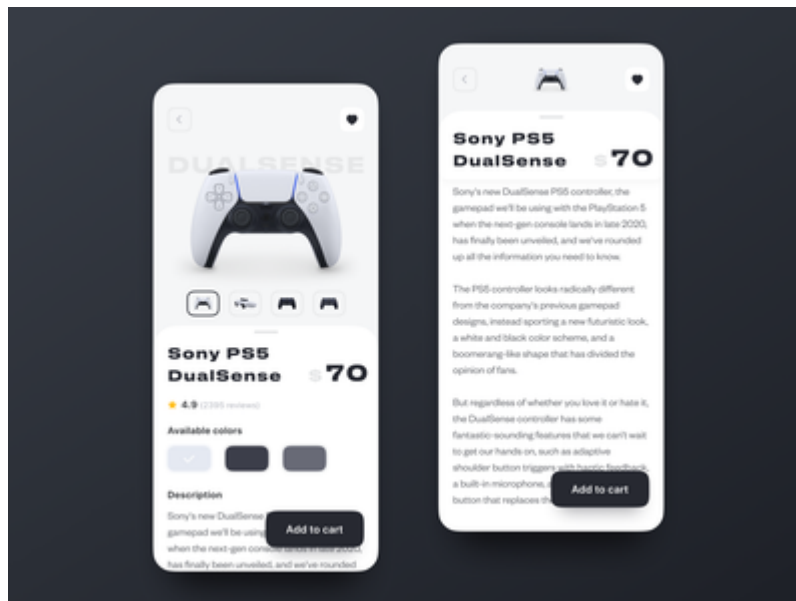 DUALSENSE
Sony PS5
DualSense $ 70
4.9 (2395 reviews)
Available colors
Description
Sony's new DualSense
gamepad we'll be using
when the next-gen console lands in late 2020,
has finally been unveiled, and we've rounded
Add to cart
Sony PS5
DualSense $ 70
Sony's new DualSense PS5 controller, the
gamepad we'll be using with the PlayStation 5
when the next-gen console lands in late 2020,
has finally been unveiled, and we've rounded
up all the information you need to know.
The PS5 controller looks radically different
from the company's previous gamepad
designs, instead sporting a new futuristic look,
a white and black color scheme, and a
boomerang-like shape that has divided the
opinion of fans.
But regardless of whether you love it or hate it,
the DualSense controller has some
fantastic-sounding features that we can't wait
to get our hands on, such as adaptive
shoulder button triggers with haptic feedback,
a built-in microphone,
button that replaces
Add to cart